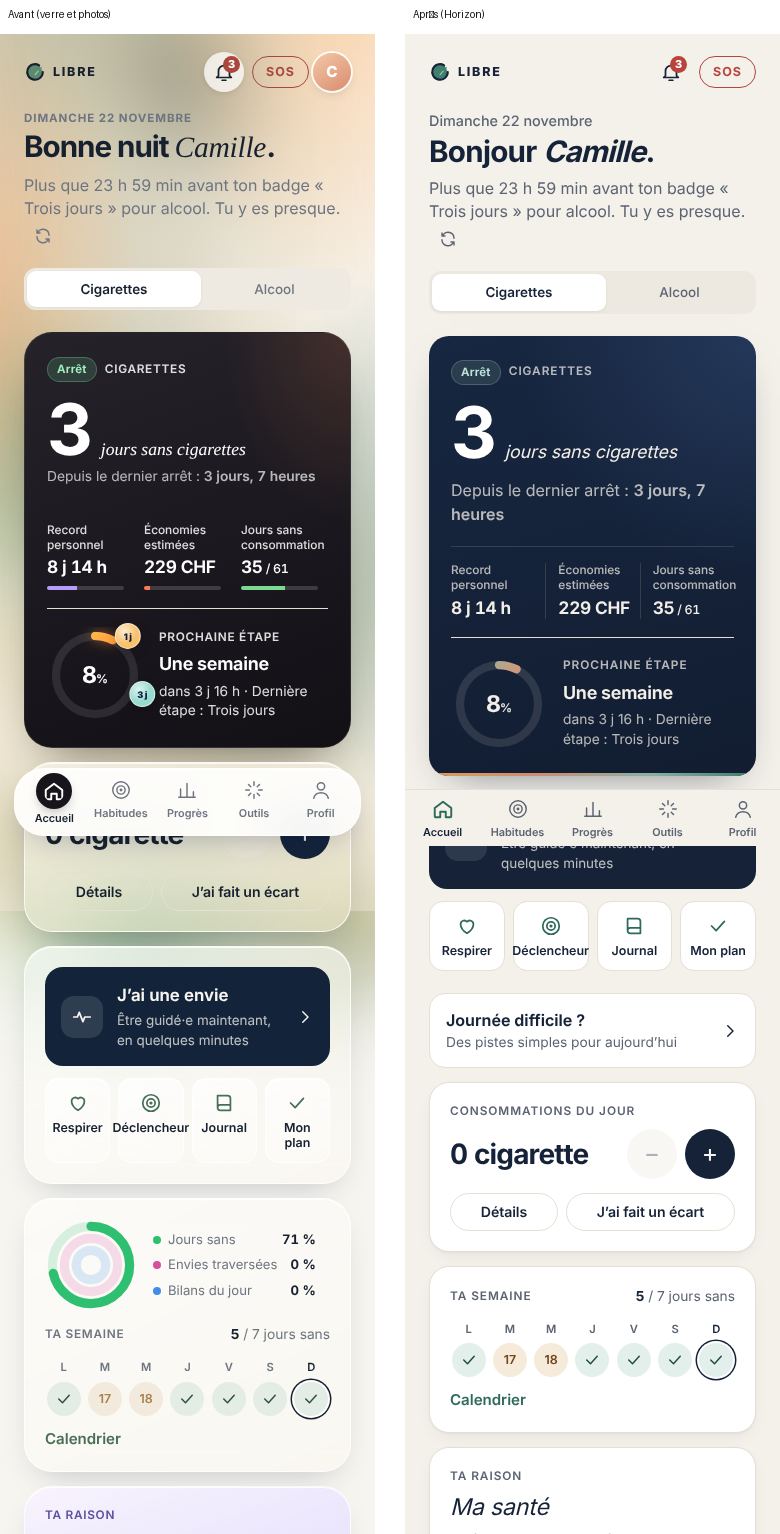 Avant (verre et photos)
LIBRE
3
SOS
C
DIMANCHE 22 NOVEMBRE
Bonne nuit Camille.
Plus que 23 h 59 min avant ton badge «
Trois jours » pour alcool. Tu y es presque.
Cigarettes
Alcool
Arrêt CIGARETTES
3 jours sans cigarettes
Depuis le dernier arrêt : 3 jours, 7 heures
Record personnel
8 j 14 h
Économies estimées
229 CHF
Jours sans consommation
35 / 61
8%
1j
3j
PROCHAINE ÉTAPE
Une semaine
dans 3 j 16 h · Dernière
étape : Trois jours
Accueil
Habitudes
Progrès
Outils
Profil
0 cigarette
+
Détails
J’ai fait un écart
J’ai une envie
Être guidé·e maintenant,
en quelques minutes
Respirer
Déclencheur
Journal
Mon
plan
Jours sans 71 %
Envies traversées 0 %
Bilans du jour 0 %
TA SEMAINE 5 / 7 jours sans
L M M J V S D
17 18
Calendrier
TA RAISON
(Horizon)
LIBRE
3
SOS
Dimanche 22 novembre
Bonjour Camille.
Plus que 23 h 59 min avant ton badge «
Trois jours » pour alcool. Tu y es presque.
Cigarettes
Alcool
Arrêt CIGARETTES
3 jours sans cigarettes
Depuis le dernier arrêt : 3 jours, 7
heures
Record personnel
8 j 14 h
Économies estimées
229 CHF
Jours sans consommation
35 / 61
8%
PROCHAINE ÉTAPE
Une semaine
dans 3 j 16 h · Dernière
étape : Trois jours
Accueil
Habitudes
Progrès
Outils
Profil
quelques minutes
Respirer
Déclencheur
Journal
Mon plan
Journée difficile ?
Des pistes simples pour aujourd’hui
CONSOMMATIONS DU JOUR
0 cigarette
−
+
Détails
J’ai fait un écart
TA SEMAINE 5 / 7 jours sans
L M M J V S D
17 18
Calendrier
TA RAISON
Ma santé